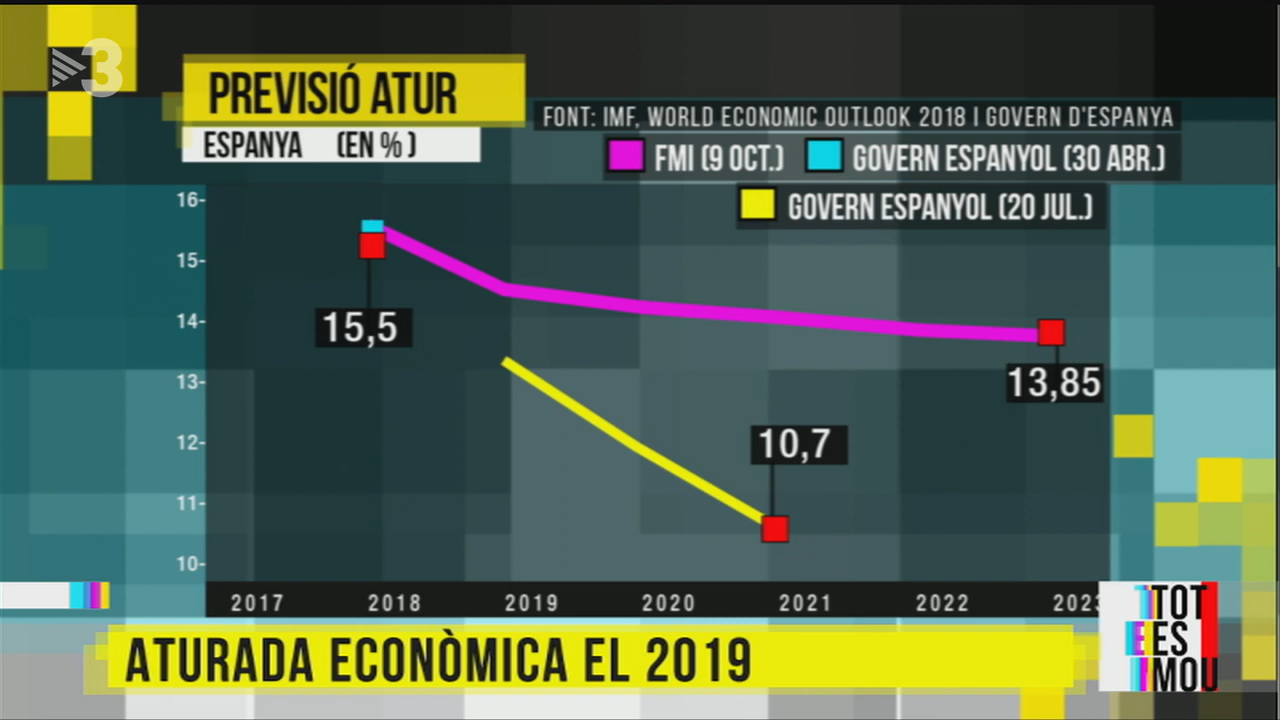 3
PREVISIÓ ATUR
ESPANYA (EN %)
FONT: IMF, WORLD ECONOMIC OUTLOOK 2018 I GOVERN D'ESPANYA
FMI (9 OCT.) GOVERN ESPANYOL (30 ABR.)
GOVERN ESPANYOL (20 JUL.)
16-
15-
14-
13-
12-
11-
10-
15,5
13,85
10,7
2017 2018 2019 2020 2021 2022 2023
ATURADA ECONÒMICA EL 2019
TOT
ES
MOU